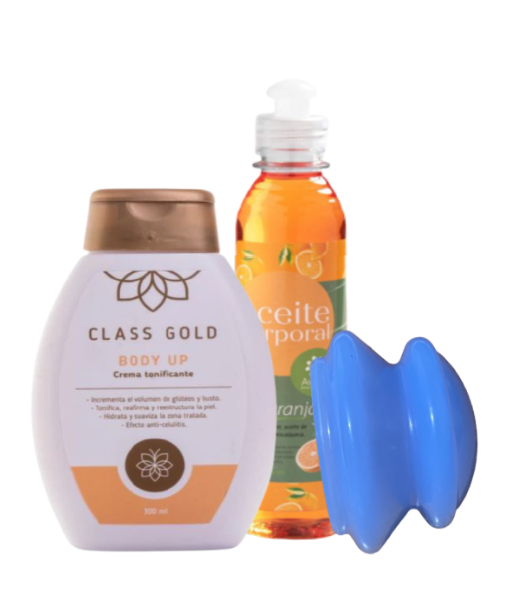 CLASS GOLD
BODY UP
Crema tonificante
- Incrementa el volumen de glúteos y busto.
- Tonifica, reafirma y reestructura la piel.
- Hidrata y suaviza la zona tratada.
- Efecto anti-celulitis.
300 ml
ceite
rporal
ranja